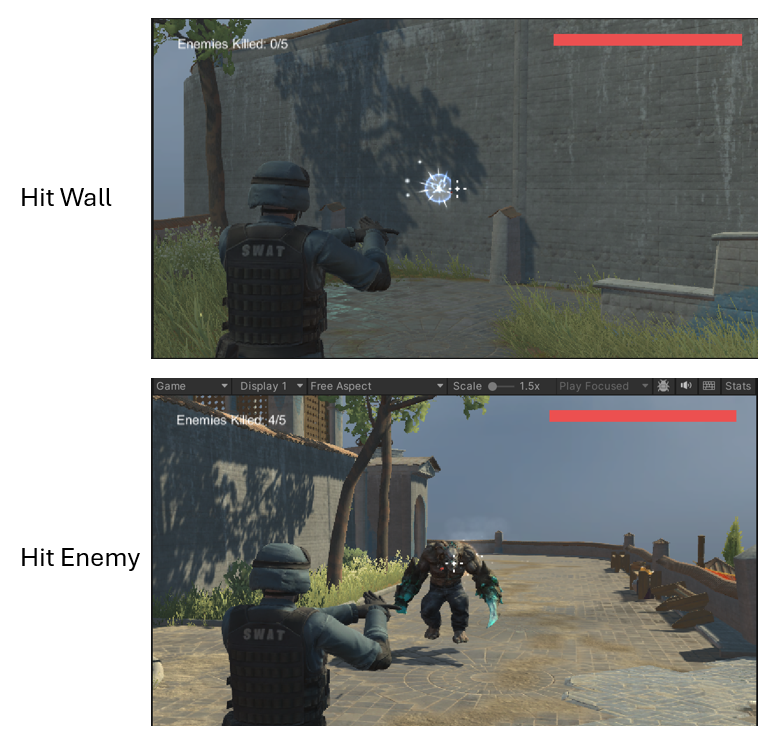 Enemies Killed: 0/5
Hit Wall
SWAT
Game Display 1 Free Aspect Scale 1.5x Play Focused Stats
Enemies Killed: 4/5
Hit Enemy
SWAT